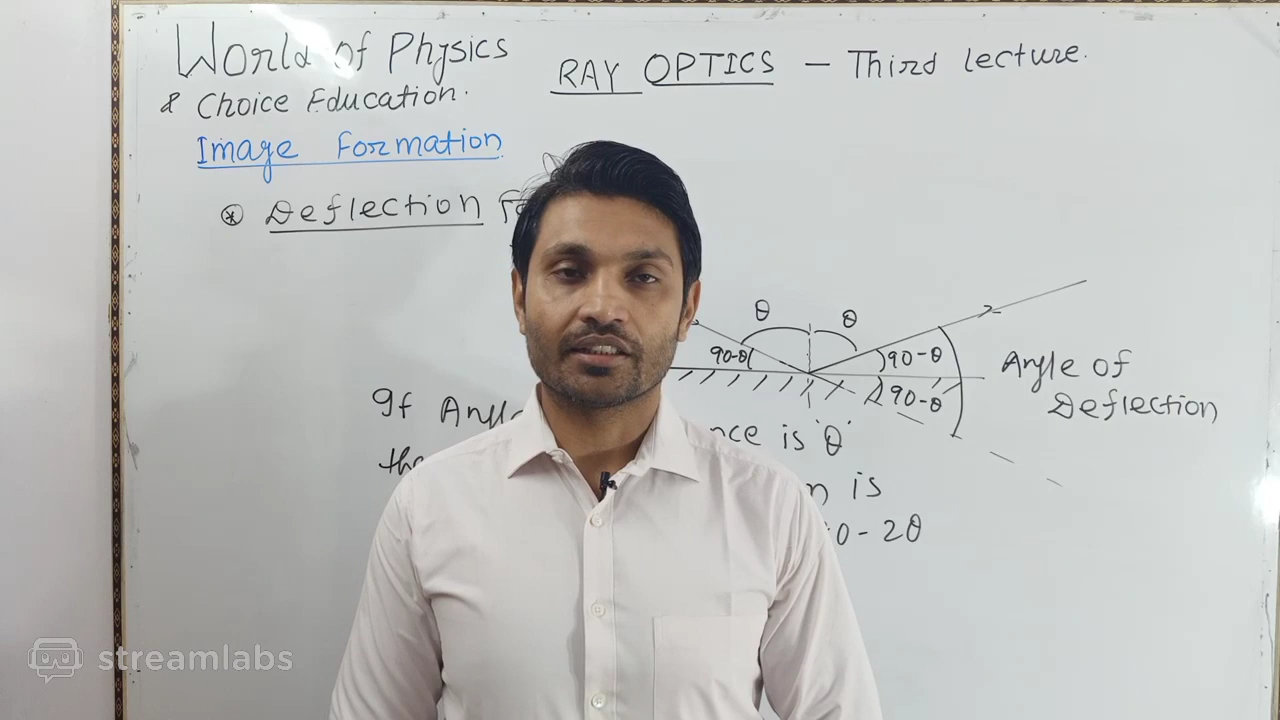 World of Physics
& Choice Education.
RAY OPTICS - Third lecture.
Image Formation
Deflection
θ θ
90-θ 90-θ
90-θ
Angle of
Deflection
If
is 'θ'
is
0-2θ
streamlabs